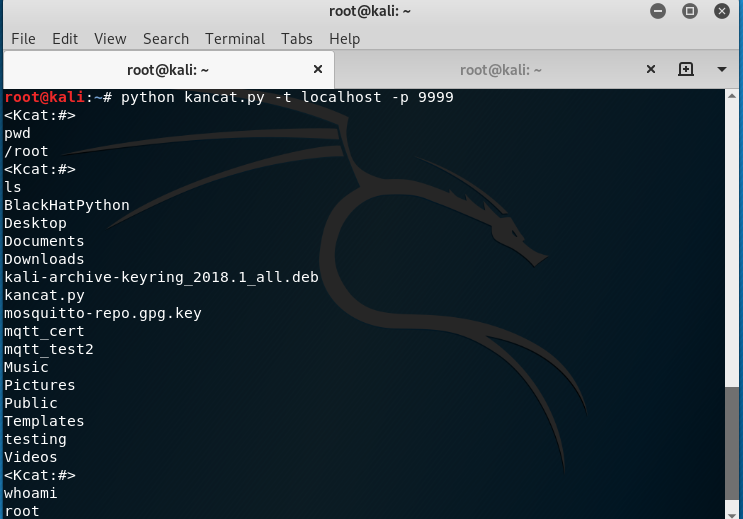 root@kali: ~
File Edit View Search Terminal Tabs Help
root@kali: ~ root@kali: ~
root@kali:~# python kancat.py -t localhost -p 9999
<Kcat:#>
pwd
/root
<Kcat:#>
ls
BlackHatPython
Desktop
Documents
Downloads
kali-archive-keyring_2018.1_all.deb
kancat.py
mosquitto-repo.gpg.key
mqtt_cert
mqtt_test2
Music
Pictures
Public
Templates
testing
Videos
<Kcat:#>
whoami
root